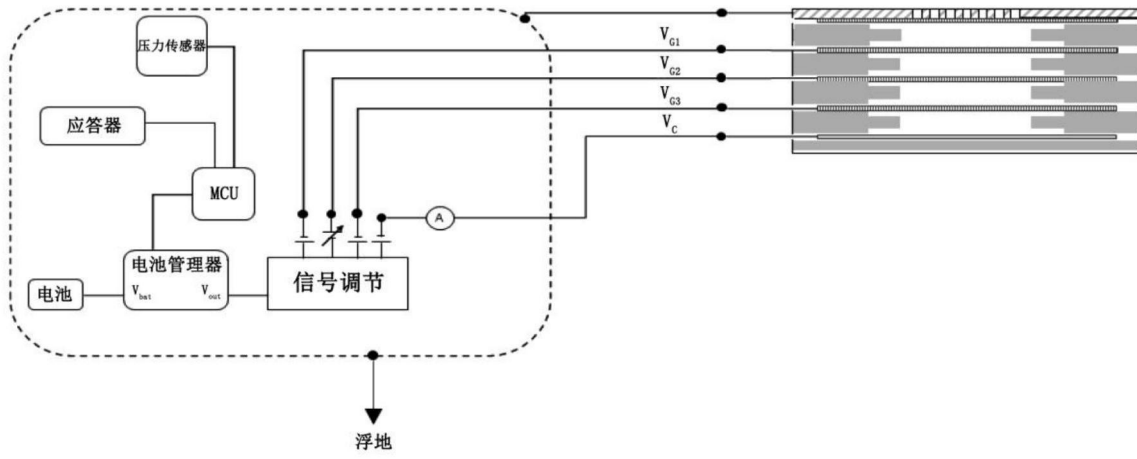 压力传感器
V_G1
V_G2
V_G3
V_C
应答器
MCU
A
电池管理器
V_bat V_out
电池
信号调节
浮地